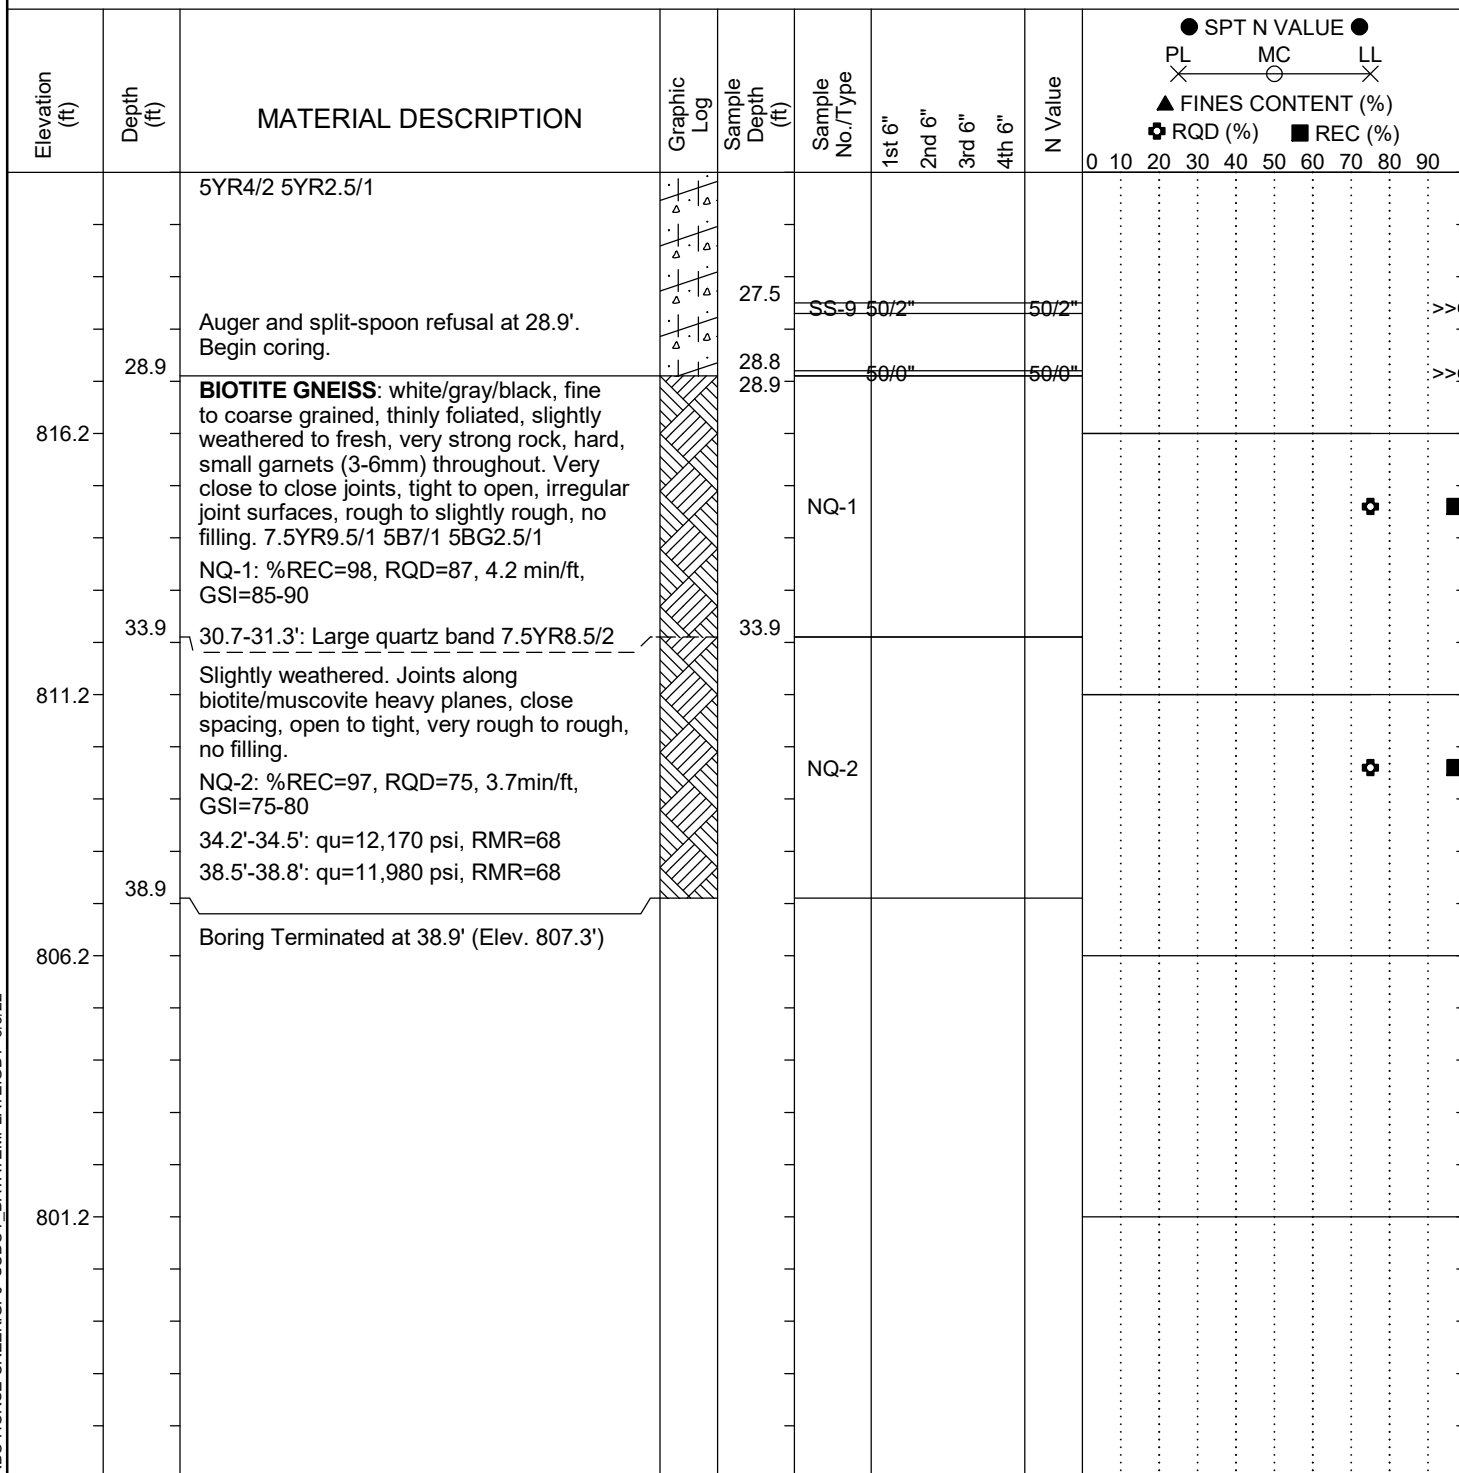 Elevation (ft)
Depth (ft)
MATERIAL DESCRIPTION
Graphic Log
Sample Depth (ft)
Sample No./Type
1st 6"
2nd 6"
3rd 6"
4th 6"
N Value
● SPT N VALUE ●
PL MC LL
▲ FINES CONTENT (%)
RQD (%) ■ REC (%)
0 10 20 30 40 50 60 70 80 90
5YR4/2 5YR2.5/1
27.5
SS-9 50/2" 50/2" >>
Auger and split-spoon refusal at 28.9'.
Begin coring.
28.9
28.8
50/0" 50/0" >>
28.9
BIOTITE GNEISS: white/gray/black, fine
to coarse grained, thinly foliated, slightly
816.2
weathered to fresh, very strong rock, hard,
small garnets (3-6mm) throughout. Very
close to close joints, tight to open, irregular
joint surfaces, rough to slightly rough, no
NQ-1
filling. 7.5YR9.5/1 5B7/1 5BG2.5/1
NQ-1: %REC=98, RQD=87, 4.2 min/ft,
GSI=85-90
33.9
30.7-31.3': Large quartz band 7.5YR8.5/2
33.9
Slightly weathered. Joints along
811.2
biotite/muscovite heavy planes, close
spacing, open to tight, very rough to rough,
no filling.
NQ-2
NQ-2: %REC=97, RQD=75, 3.7min/ft,
GSI=75-80
34.2'-34.5': qu=12,170 psi, RMR=68
38.5'-38.8': qu=11,980 psi, RMR=68
38.9
Boring Terminated at 38.9' (Elev. 807.3')
806.2
801.2